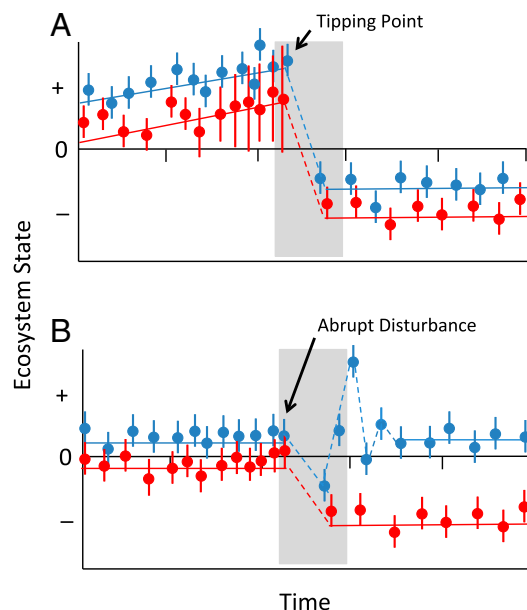 A
Tipping Point
+
0
–
Ecosystem State
B
Abrupt Disturbance
+
0
–
Time